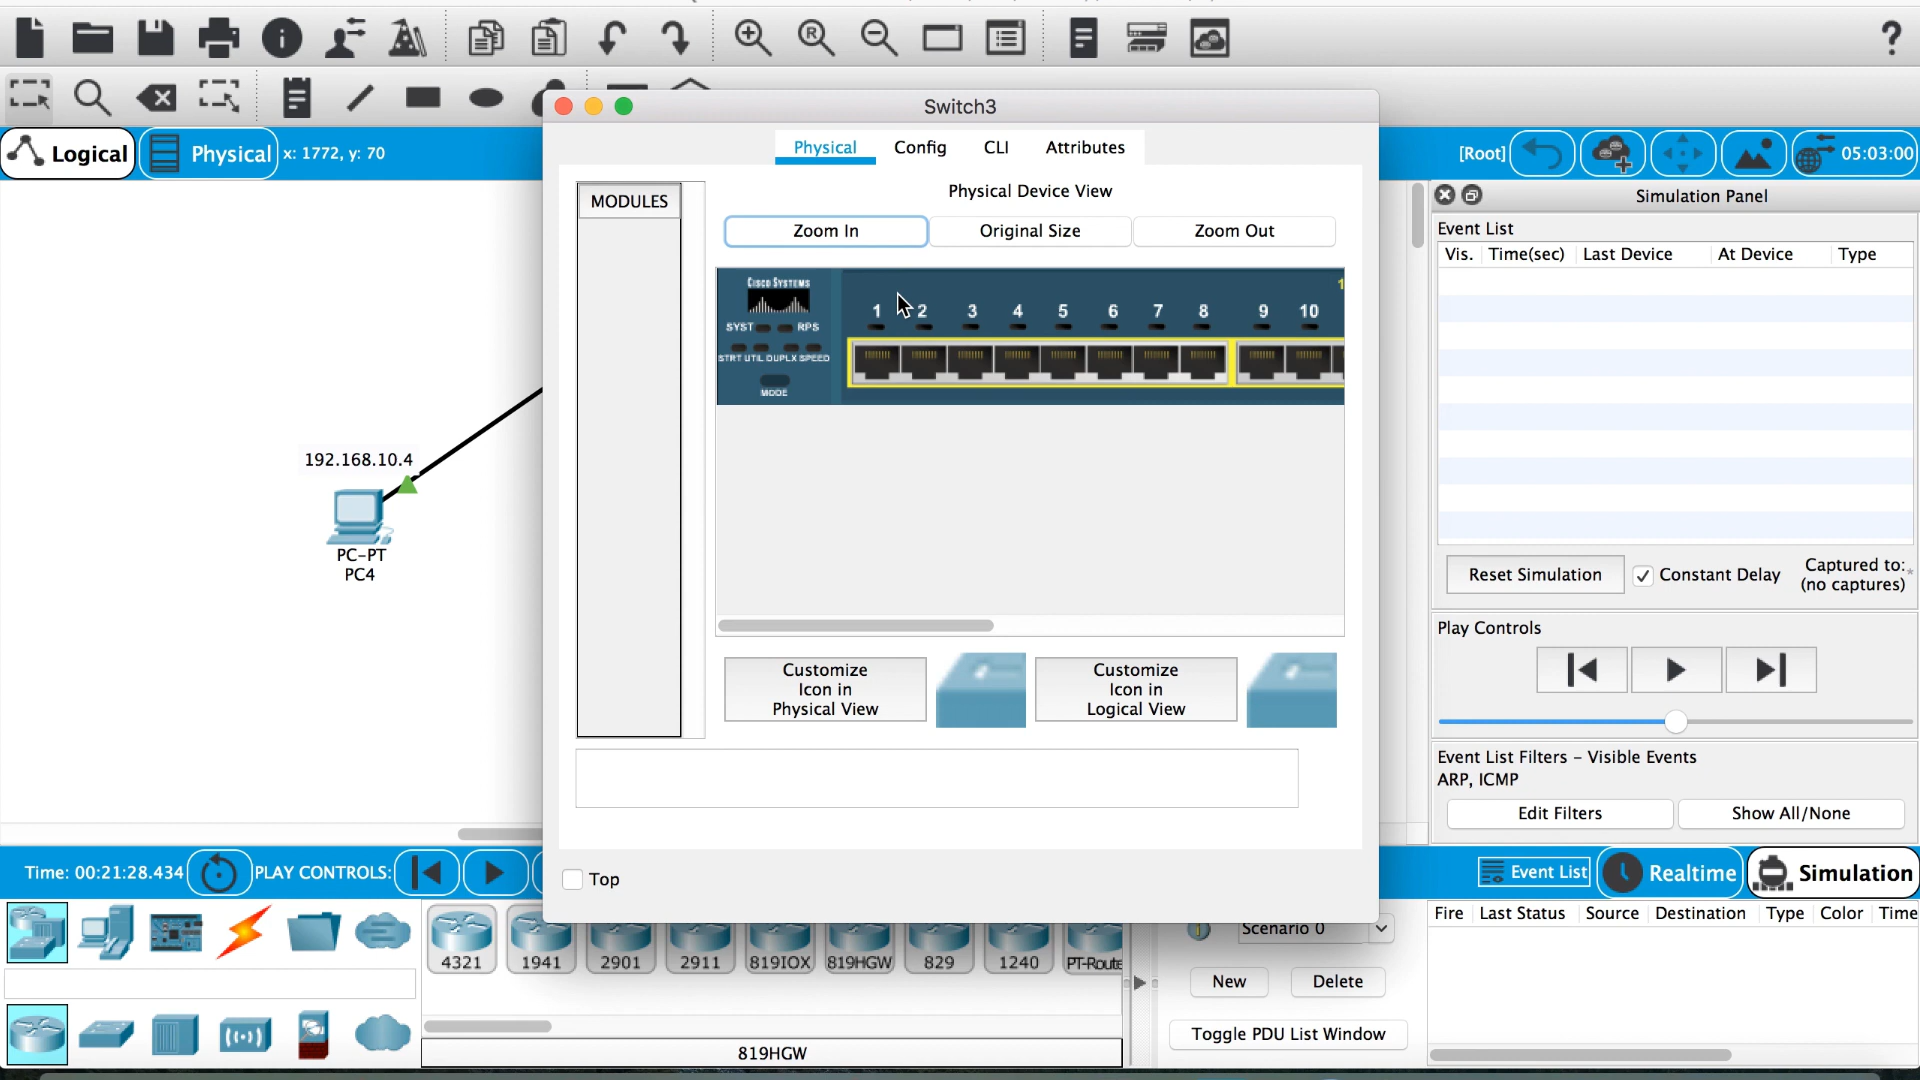 Logical
Physical
x: 1772, y: 70
[Root]
05:03:00
Switch3
Physical
Config
CLI
Attributes
MODULES
Physical Device View
Zoom In
Original Size
Zoom Out
CISCO SYSTEMS
SYST
RPS
STRT UTIL DUPLX SPEED
MODE
1 2 3 4 5 6 7 8 9 10
1
Customize
Icon in
Physical View
Customize
Icon in
Logical View
Top
192.168.10.4
PC-PT
PC4
Simulation Panel
Event List
Vis. Time(sec) Last Device At Device Type
Reset Simulation
Constant Delay
Captured to:
(no captures)
*
Play Controls
Event List Filters – Visible Events
ARP, ICMP
Edit Filters
Show All/None
Time: 00:21:28.434
PLAY CONTROLS:
Event List
Realtime
Simulation
4321
1941
2901
2911
819IOX
819HGW
829
1240
PT-Route
819HGW
Scenario 0
New
Delete
Toggle PDU List Window
Fire Last Status Source Destination Type Color Time